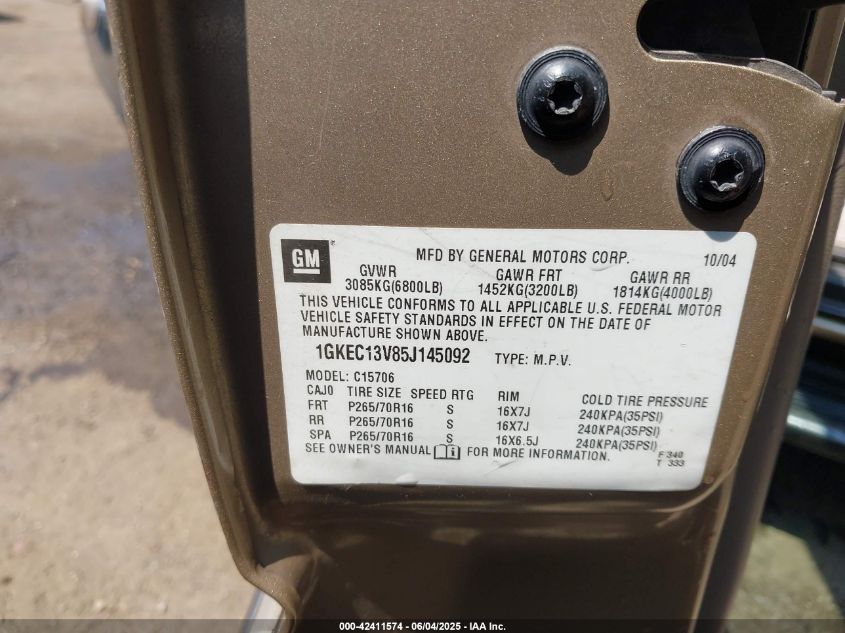 GM MFD BY GENERAL MOTORS CORP. 10/04
GVWR GAWR FRT GAWR RR
3085KG(6800LB) 1452KG(3200LB) 1814KG(4000LB)
THIS VEHICLE CONFORMS TO ALL APPLICABLE U.S. FEDERAL MOTOR
VEHICLE SAFETY STANDARDS IN EFFECT ON THE DATE OF
MANUFACTURE SHOWN ABOVE.
1GKEC13V85J145092 TYPE: M.P.V.
MODEL: C15706
CAJ0 TIRE SIZE SPEED RTG RIM COLD TIRE PRESSURE
FRT P265/70R16 S 16X7J 240KPA(35PSI)
RR P265/70R16 S 16X7J 240KPA(35PSI)
SPA P265/70R16 S 16X6.5J 240KPA(35PSI)
SEE OWNER'S MANUAL FOR MORE INFORMATION. F 340
T 333
000-42411574 | 06/04/2025 - IAA Inc.